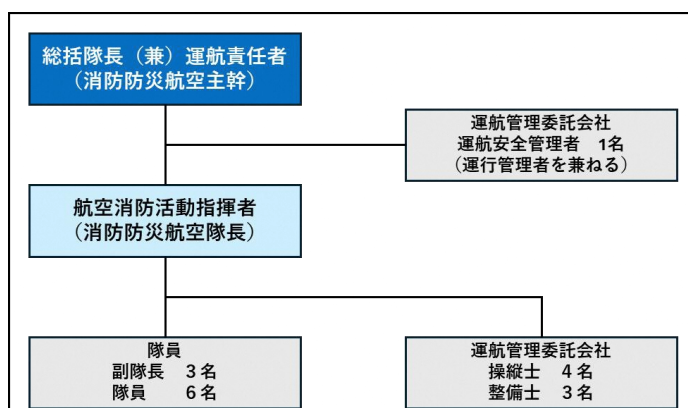 総括隊長（兼）運航責任者
（消防防災航空主幹）
運航管理委託会社
運航安全管理者　1名
（運行管理者を兼ねる）
航空消防活動指揮者
（消防防災航空隊長）
隊員
副隊長　3名
隊員　6名
運航管理委託会社
操縦士　4名
整備士　3名